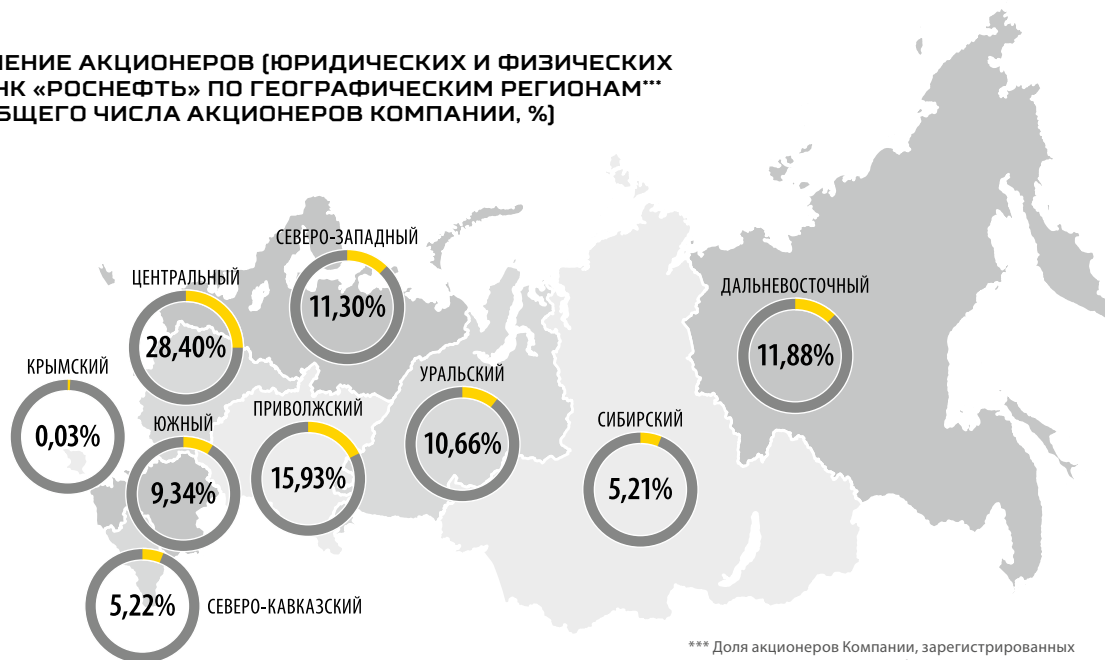 ЕНИЕ АКЦИОНЕРОВ (ЮРИДИЧЕСКИХ И ФИЗИЧЕСКИХ
НК «РОСНЕФТЬ» ПО ГЕОГРАФИЧЕСКИМ РЕГИОНАМ***
БЩЕГО ЧИСЛА АКЦИОНЕРОВ КОМПАНИИ, %)
СЕВЕРО-ЗАПАДНЫЙ
11,30%
ЦЕНТРАЛЬНЫЙ
28,40%
ДАЛЬНЕВОСТОЧНЫЙ
11,88%
КРЫМСКИЙ
0,03%
УРАЛЬСКИЙ
10,66%
ПРИВОЛЖСКИЙ
15,93%
ЮЖНЫЙ
9,34%
СИБИРСКИЙ
5,21%
5,22%
СЕВЕРО-КАВКАЗСКИЙ
*** Доля акционеров Компании, зарегистрированных